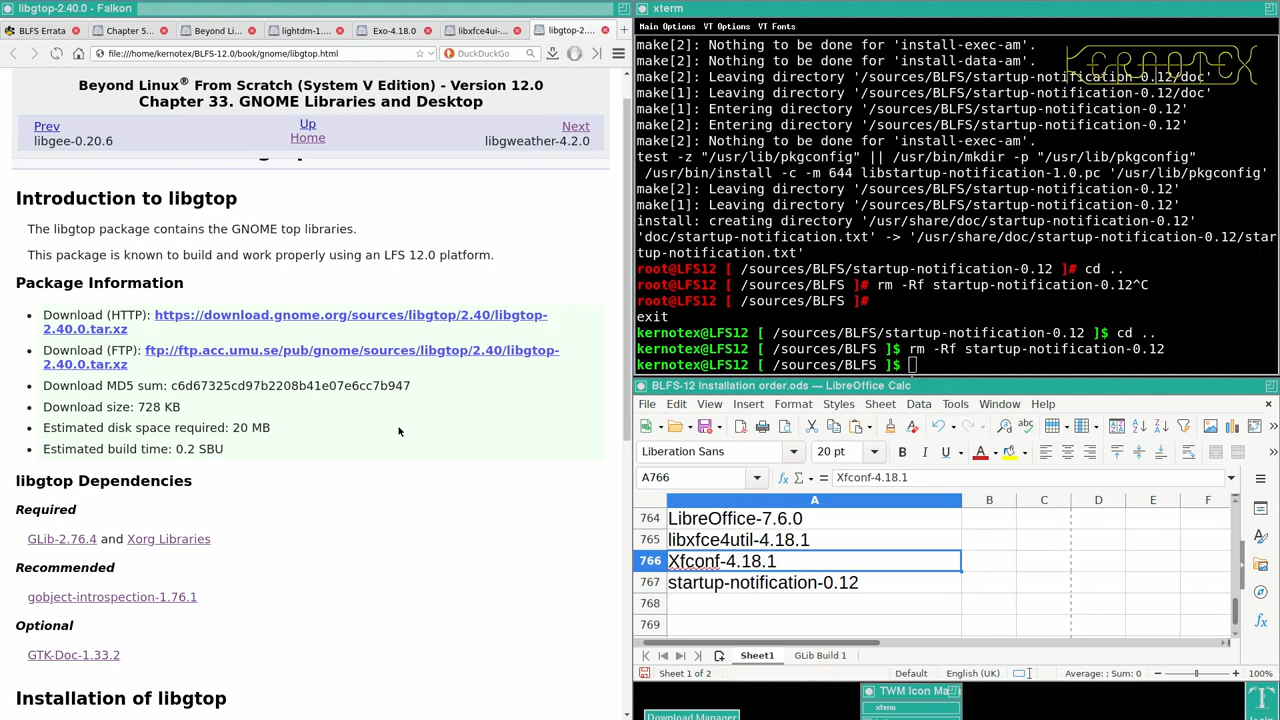 libgtop-2.40.0 - Falkon
BLFS Errata
Chapter 5...
Beyond Li...
lightdm-1....
Exo-4.18.0
libxfce4ui-...
libgtop-2....
file:///home/kernotex/BLFS-12.0/book/gnome/libgtop.html
DuckDuckGo
Beyond Linux® From Scratch (System V Edition) - Version 12.0
Chapter 33. GNOME Libraries and Desktop
Prev
Up
Next
libgee-0.20.6
Home
libgweather-4.2.0
Introduction to libgtop
The libgtop package contains the GNOME top libraries.
This package is known to build and work properly using an LFS 12.0 platform.
Package Information
• Download (HTTP): https://download.gnome.org/sources/libgtop/2.40/libgtop-
2.40.0.tar.xz
• Download (FTP): ftp://ftp.acc.umu.se/pub/gnome/sources/libgtop/2.40/libgtop-
2.40.0.tar.xz
• Download MD5 sum: c6d67325cd97b2208b41e07e6cc7b947
• Download size: 728 KB
• Estimated disk space required: 20 MB
• Estimated build time: 0.2 SBU
libgtop Dependencies
Required
GLib-2.76.4 and Xorg Libraries
Recommended
gobject-introspection-1.76.1
Optional
GTK-Doc-1.33.2
Installation of libgtop
xterm
Main Options VT Options VT Fonts
KERNOTEX
make[2]: Nothing to be done for 'install-exec-am'.
make[2]: Nothing to be done for 'install-data-am'.
make[2]: Leaving directory '/sources/BLFS/startup-notification-0.12/doc'
make[1]: Leaving directory '/sources/BLFS/startup-notification-0.12/doc'
make[1]: Entering directory '/sources/BLFS/startup-notification-0.12'
make[2]: Entering directory '/sources/BLFS/startup-notification-0.12'
make[2]: Nothing to be done for 'install-exec-am'.
test -z "/usr/lib/pkgconfig" || /usr/bin/mkdir -p "/usr/lib/pkgconfig"
/usr/bin/install -c -m 644 libstartup-notification-1.0.pc '/usr/lib/pkgconfig'
make[2]: Leaving directory '/sources/BLFS/startup-notification-0.12'
make[1]: Leaving directory '/sources/BLFS/startup-notification-0.12'
install: creating directory '/usr/share/doc/startup-notification-0.12'
'doc/startup-notification.txt' -> '/usr/share/doc/startup-notification-0.12/star
tup-notification.txt'
root@LFS12 [ /sources/BLFS/startup-notification-0.12 ]# cd ..
root@LFS12 [ /sources/BLFS ]# rm -Rf startup-notification-0.12^C
root@LFS12 [ /sources/BLFS ]#
exit
kernotex@LFS12 [ /sources/BLFS/startup-notification-0.12 ]$ cd ..
kernotex@LFS12 [ /sources/BLFS ]$ rm -Rf startup-notification-0.12
kernotex@LFS12 [ /sources/BLFS ]$
BLFS-12 Installation order.ods — LibreOffice Calc
File Edit View Insert Format Styles Sheet Data Tools Window Help
Liberation Sans
20 pt
A766
Xfconf-4.18.1
A B C D E F
764 LibreOffice-7.6.0
765 libxfce4util-4.18.1
766 Xfconf-4.18.1
767 startup-notification-0.12
768
769
Sheet1
GLib Build 1
Sheet 1 of 2
Default
English (UK)
Average: ; Sum: 0
100%
TWM Icon Ma
xterm
Download Manager